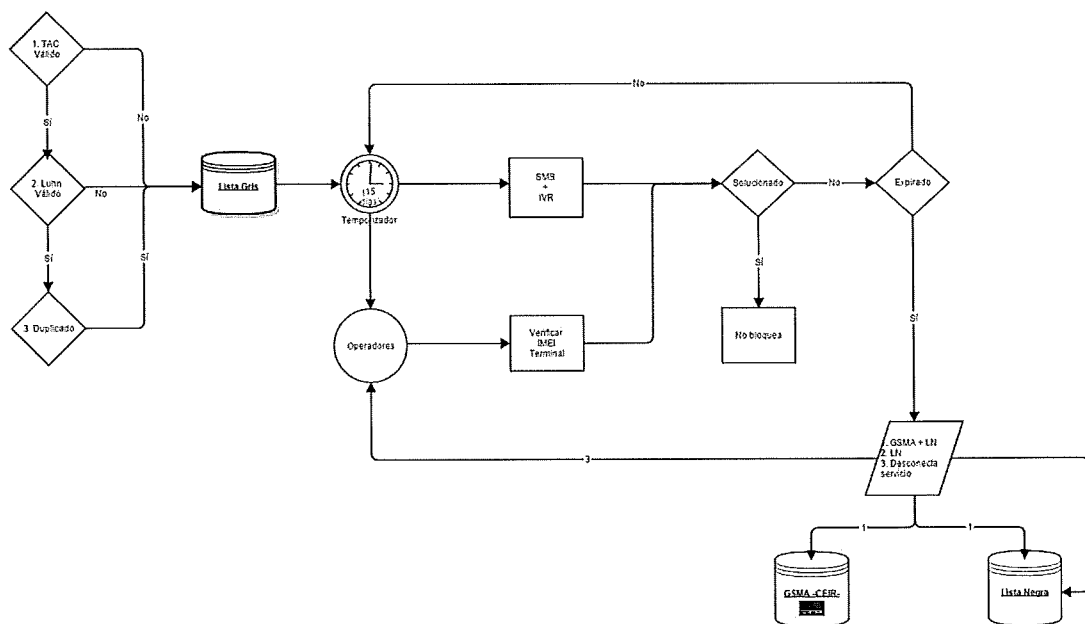 1. TAC
Válido
No
Sí
No
2. Luhn
Válido
No
Lista Gris
15
Temporizador
SMS
+
IVR
Solucionado
No
Expirado
Sí
Sí
Sí
3. Duplicado
Operadores
Verificar
IMEI
Terminal
No bloquea
Sí
1. GSMA + LN
2. LN
3. Desconecta
servicio
3
1
1
GSMA -CEIR-
Lista Negra